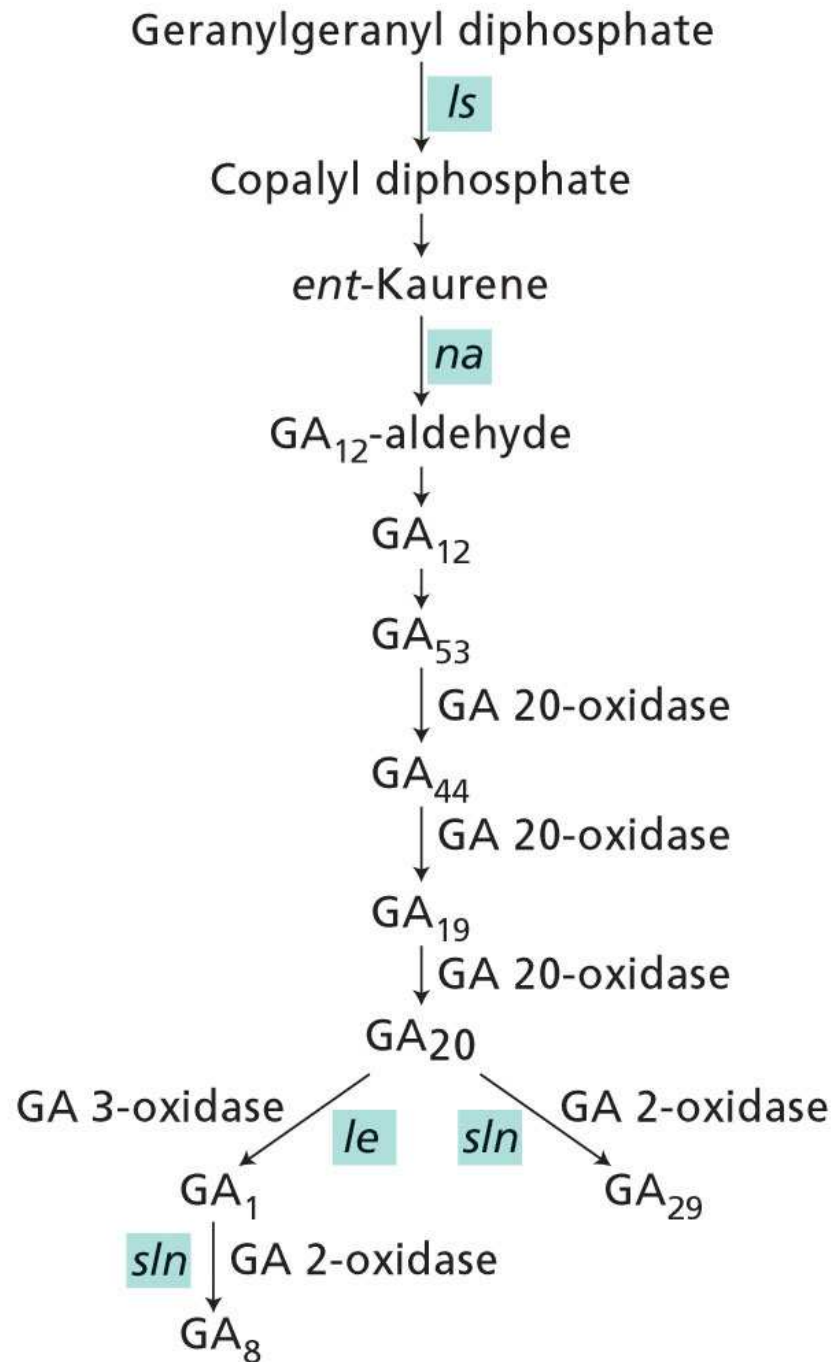 Geranylgeranyl diphosphate
ls
Copalyl diphosphate
ent-Kaurene
na
GA12-aldehyde
GA12
GA53
GA 20-oxidase
GA44
GA 20-oxidase
GA19
GA 20-oxidase
GA20
GA 3-oxidase
GA 2-oxidase
le
sln
GA1
GA29
sln
GA 2-oxidase
GA8